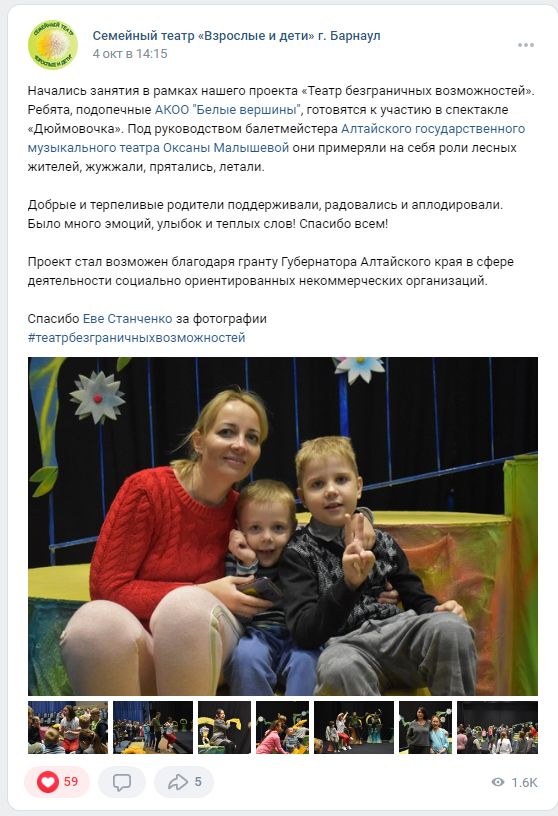 СЕМЕЙНЫЙ ТЕАТР
"ВЗРОСЛЫЕ И ДЕТИ"
Семейный театр «Взрослые и дети» г. Барнаул
4 окт в 14:15
Начались занятия в рамках нашего проекта «Театр безграничных возможностей».
Ребята, подопечные АКОО "Белые вершины", готовятся к участию в спектакле
«Дюймовочка». Под руководством балетмейстера Алтайского государственного
музыкального театра Оксаны Малышевой они примеряли на себя роли лесных
жителей, жужжали, прятались, летали.
Добрые и терпеливые родители поддерживали, радовались и аплодировали.
Было много эмоций, улыбок и теплых слов! Спасибо всем!
Проект стал возможен благодаря гранту Губернатора Алтайского края в сфере
деятельности социально ориентированных некоммерческих организаций.
Спасибо Еве Станченко за фотографии
#театрбезграничныхвозможностей
59
5
1.6K